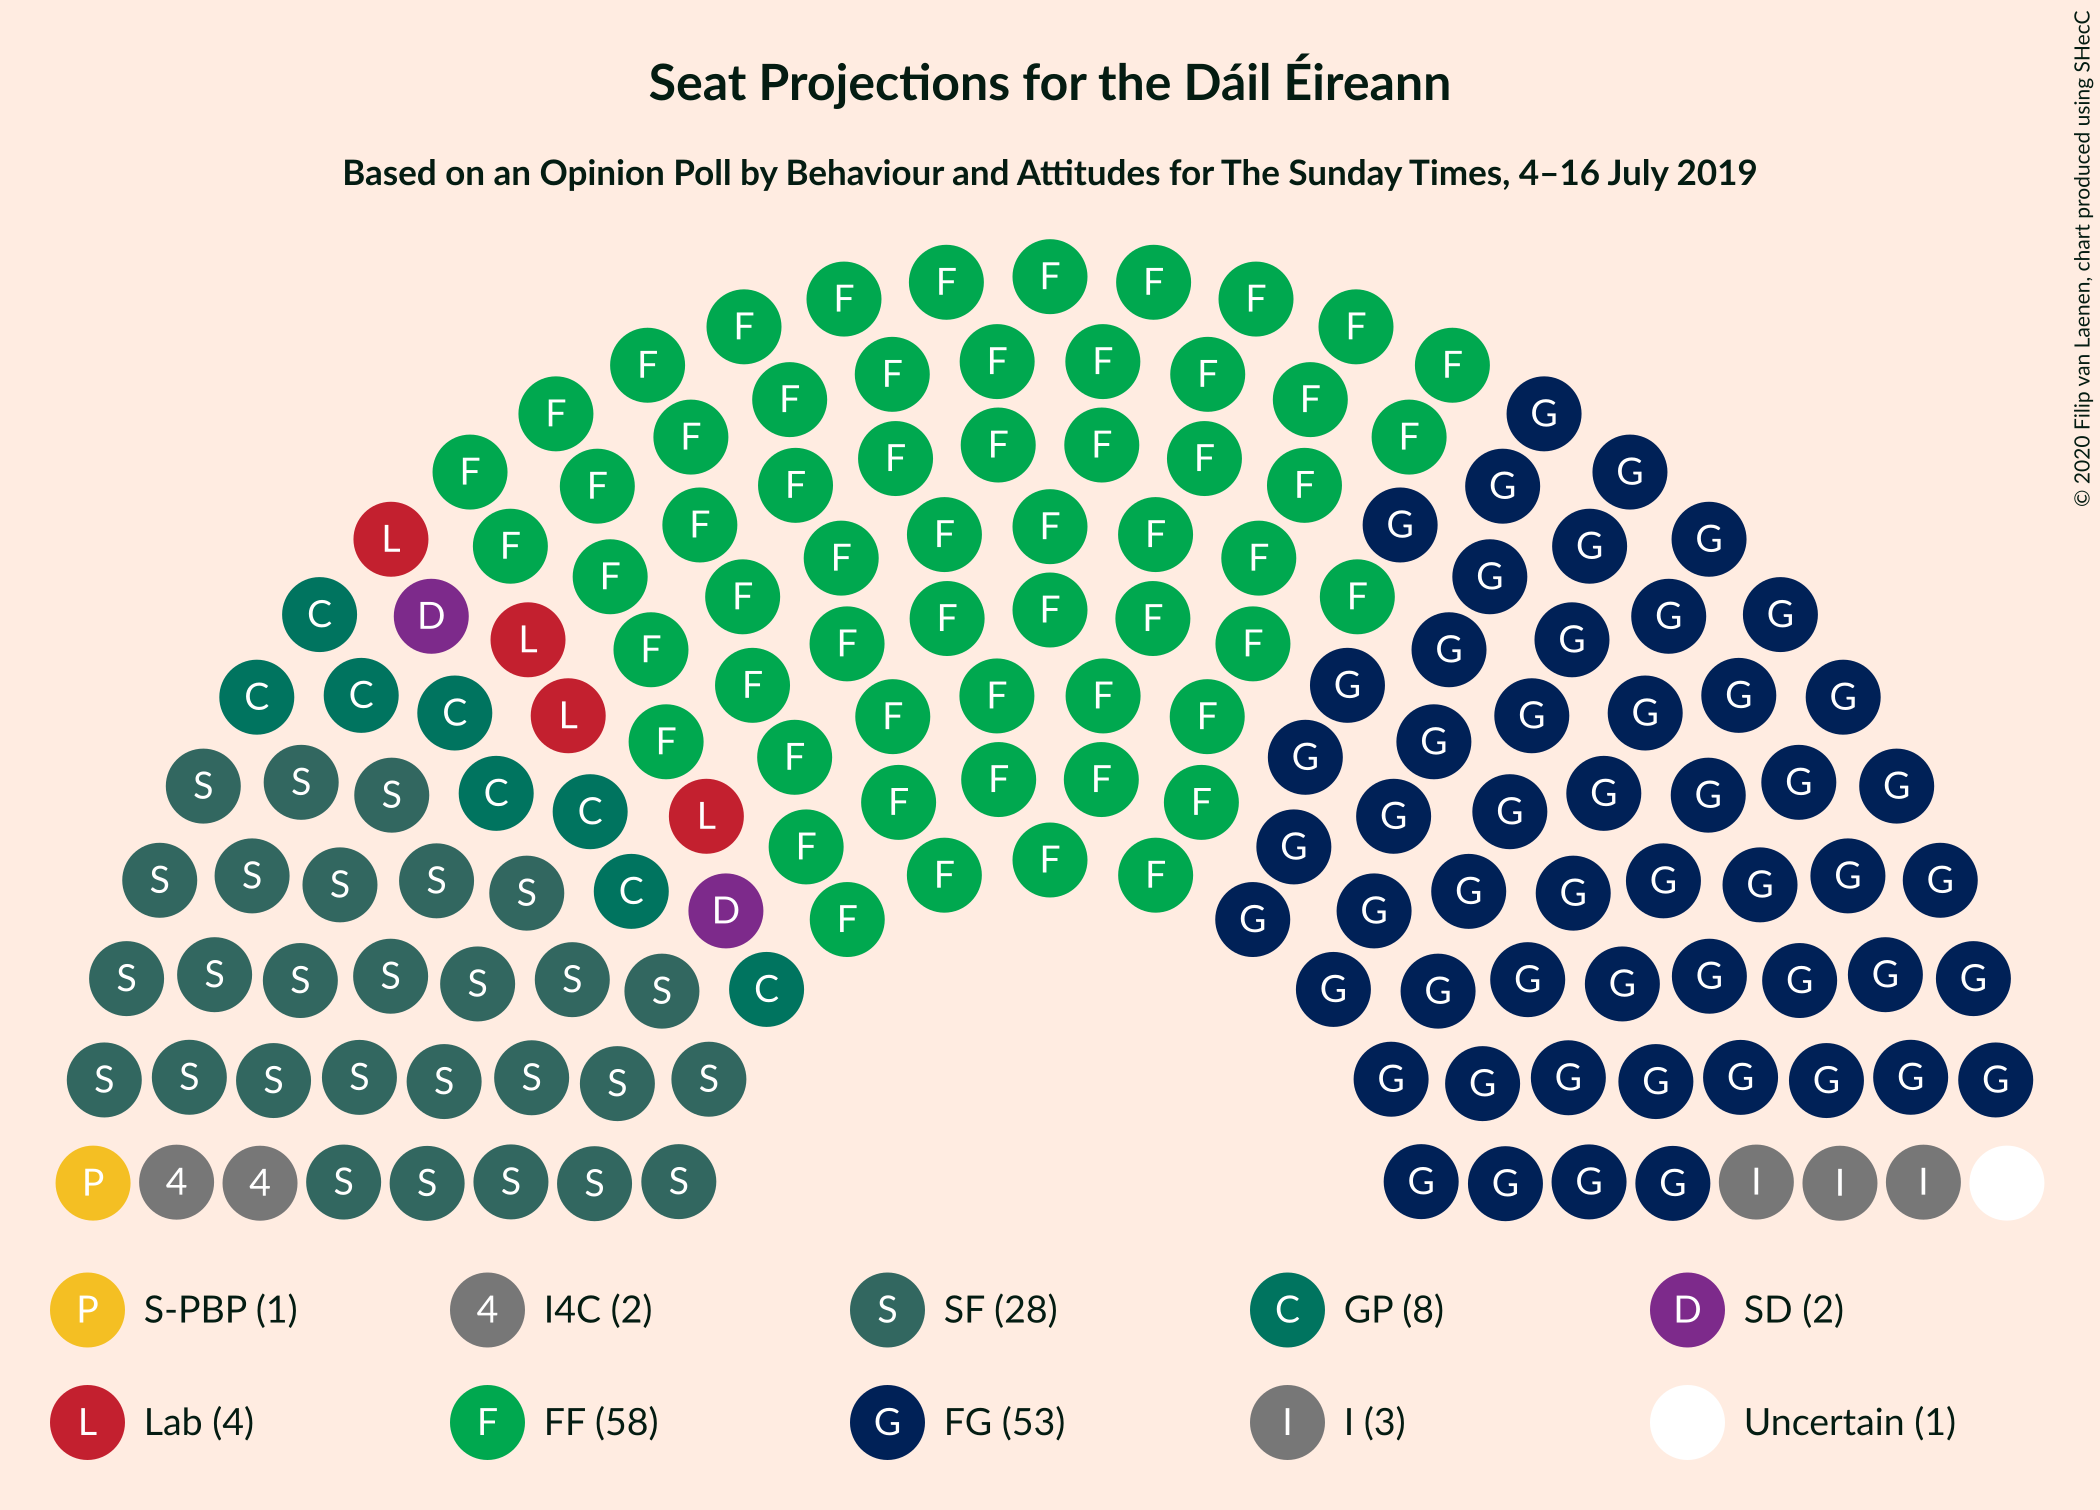 Seat Projections for the Dáil Éireann
Based on an Opinion Poll by Behaviour and Attitudes for The Sunday Times, 4–16 July 2019
© 2020 Filip van Laenen, chart produced using SHecC
F F F F F
F F F F
F F F F F F
F F F F
F F G
F F F F F F
F F G G
F F F F G G
L F F F F F F G G G
F F F F G G
C D L F F F F F G G G G
C C C L F F F F F F G G G G G G
F F G G
S S S C C L F F F F G G G G G G
F G
S S S S S C D F F F F G G G G G G G G
S S S S S S S C G G G G G G G G
S S S S S S S S G G G G G G G G
P 4 4 S S S S S G G G G I I I
P S-PBP (1) 4 I4C (2) S SF (28) C GP (8) D SD (2)
L Lab (4) F FF (58) G FG (53) I I (3) Uncertain (1)